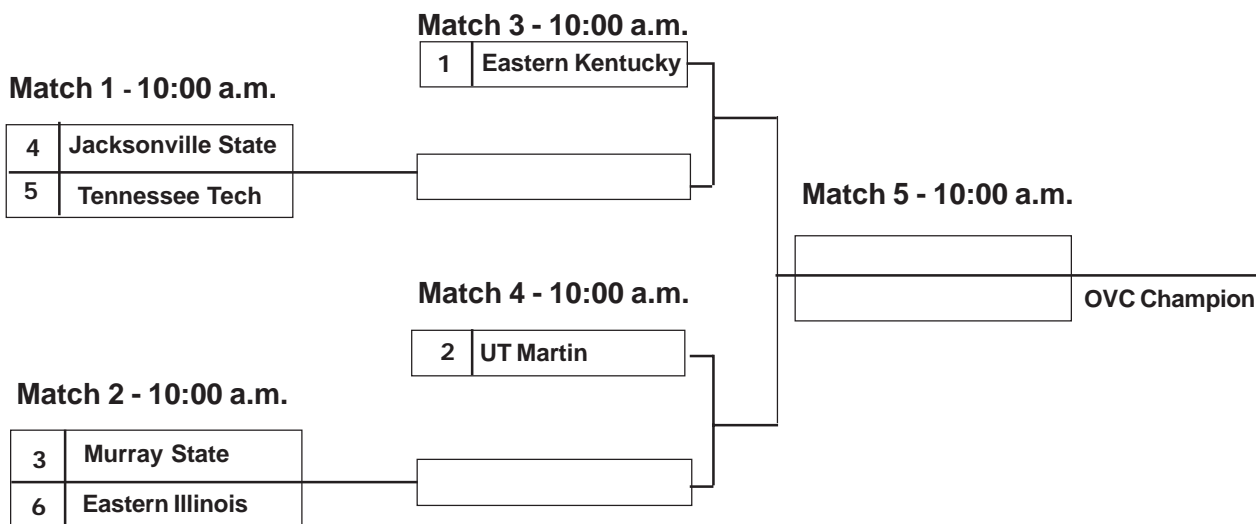 Match 3 - 10:00 a.m.
1 Eastern Kentucky
Match 1 - 10:00 a.m.
4 Jacksonville State
5 Tennessee Tech
Match 5 - 10:00 a.m.
OVC Champion
Match 4 - 10:00 a.m.
2 UT Martin
Match 2 - 10:00 a.m.
3 Murray State
6 Eastern Illinois